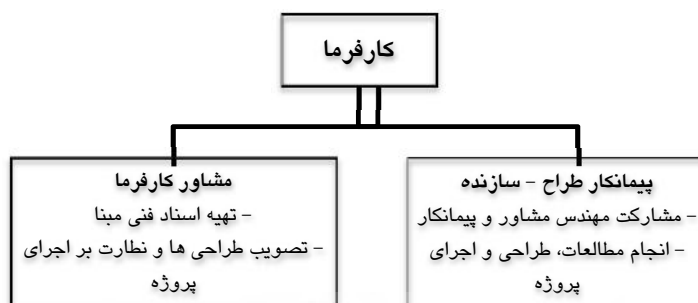 کارفرما
پیمانکار طراح – سازنده
– مشارکت مهندس مشاور و پیمانکار
– انجام مطالعات، طراحی و اجرای
پروژه
مشاور کارفرما
– تهیه اسناد فنی مبنا
– تصویب طراحی ها و نطارت بر اجرای
پروژه